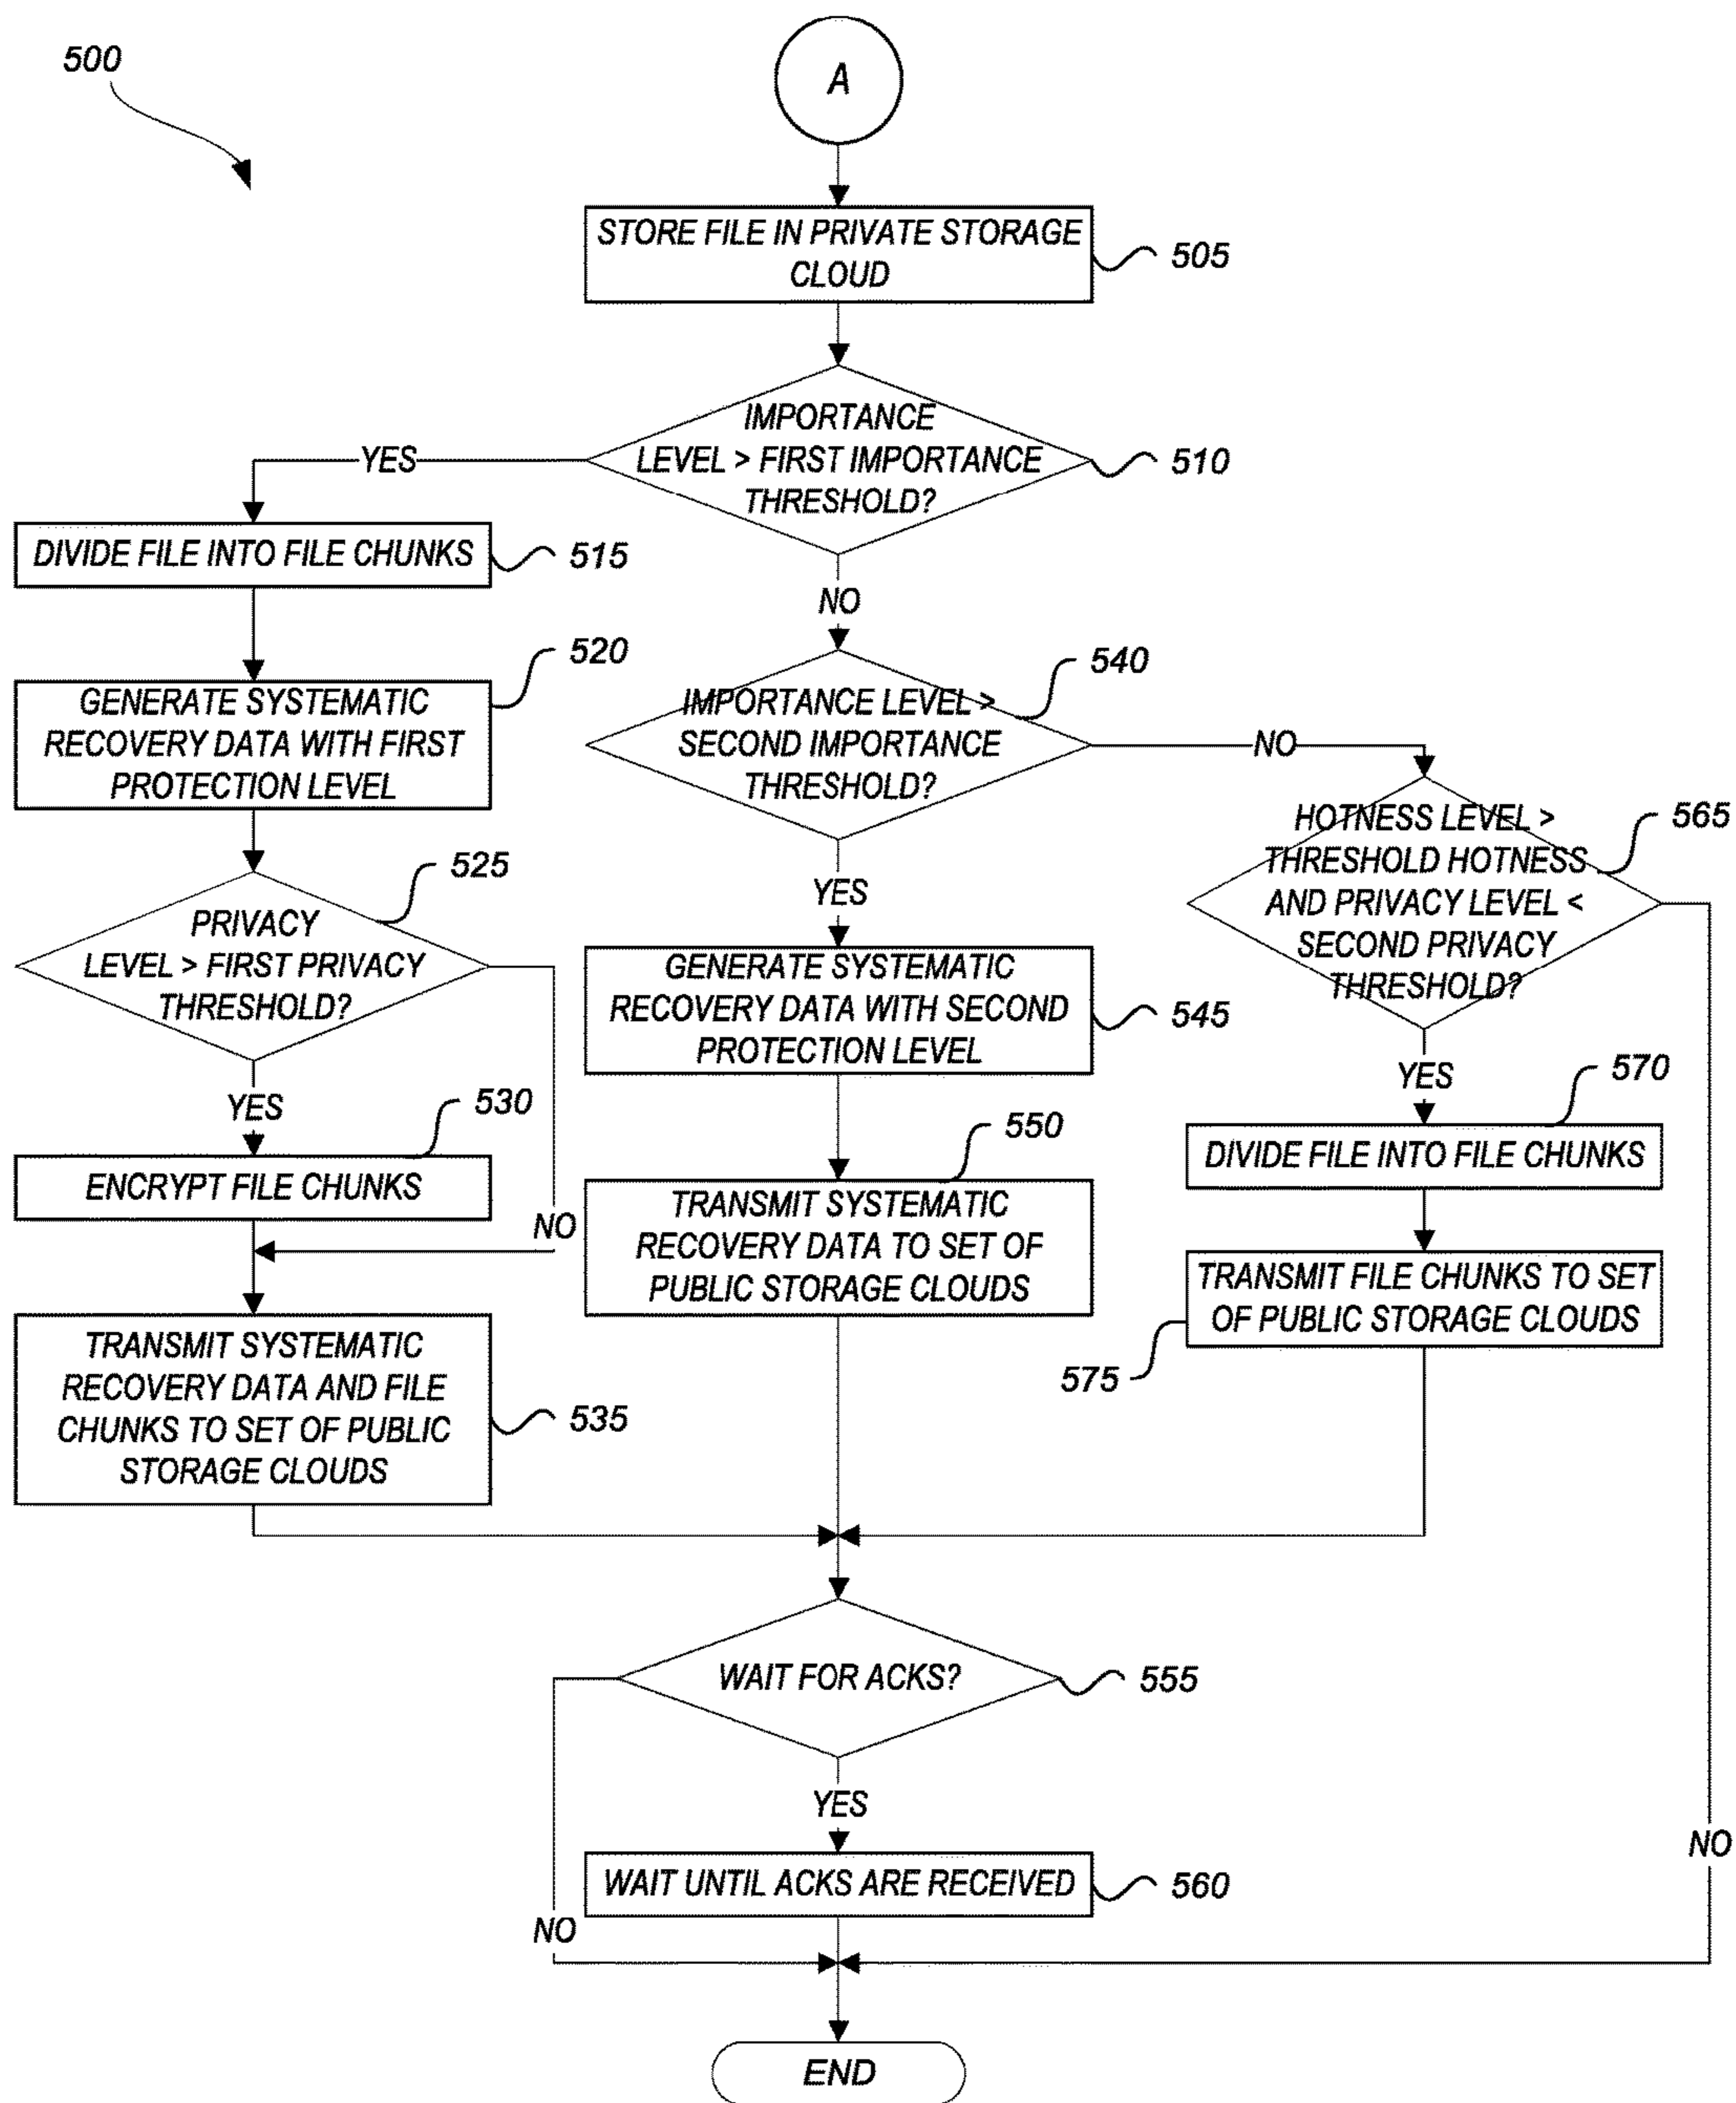 500
A
STORE FILE IN PRIVATE STORAGE
CLOUD
505
IMPORTANCE
LEVEL > FIRST IMPORTANCE
THRESHOLD?
510
YES
NO
DIVIDE FILE INTO FILE CHUNKS
515
GENERATE SYSTEMATIC
RECOVERY DATA WITH FIRST
PROTECTION LEVEL
520
PRIVACY
LEVEL > FIRST PRIVACY
THRESHOLD?
525
YES
NO
ENCRYPT FILE CHUNKS
530
TRANSMIT SYSTEMATIC
RECOVERY DATA AND FILE
CHUNKS TO SET OF PUBLIC
STORAGE CLOUDS
535
IMPORTANCE LEVEL >
SECOND IMPORTANCE
THRESHOLD?
540
NO
YES
GENERATE SYSTEMATIC
RECOVERY DATA WITH SECOND
PROTECTION LEVEL
545
TRANSMIT SYSTEMATIC
RECOVERY DATA TO SET OF
PUBLIC STORAGE CLOUDS
550
HOTNESS LEVEL >
THRESHOLD HOTNESS
AND PRIVACY LEVEL <
SECOND PRIVACY
THRESHOLD?
565
YES
NO
DIVIDE FILE INTO FILE CHUNKS
570
TRANSMIT FILE CHUNKS TO SET
OF PUBLIC STORAGE CLOUDS
575
WAIT FOR ACKS?
555
YES
NO
WAIT UNTIL ACKS ARE RECEIVED
560
END